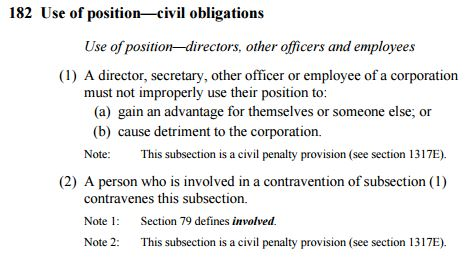 182 Use of position—civil obligations
Use of position—directors, other officers and employees
(1) A director, secretary, other officer or employee of a corporation
must not improperly use their position to:
(a) gain an advantage for themselves or someone else; or
(b) cause detriment to the corporation.
Note: This subsection is a civil penalty provision (see section 1317E).
(2) A person who is involved in a contravention of subsection (1)
contravenes this subsection.
Note 1: Section 79 defines involved.
Note 2: This subsection is a civil penalty provision (see section 1317E).